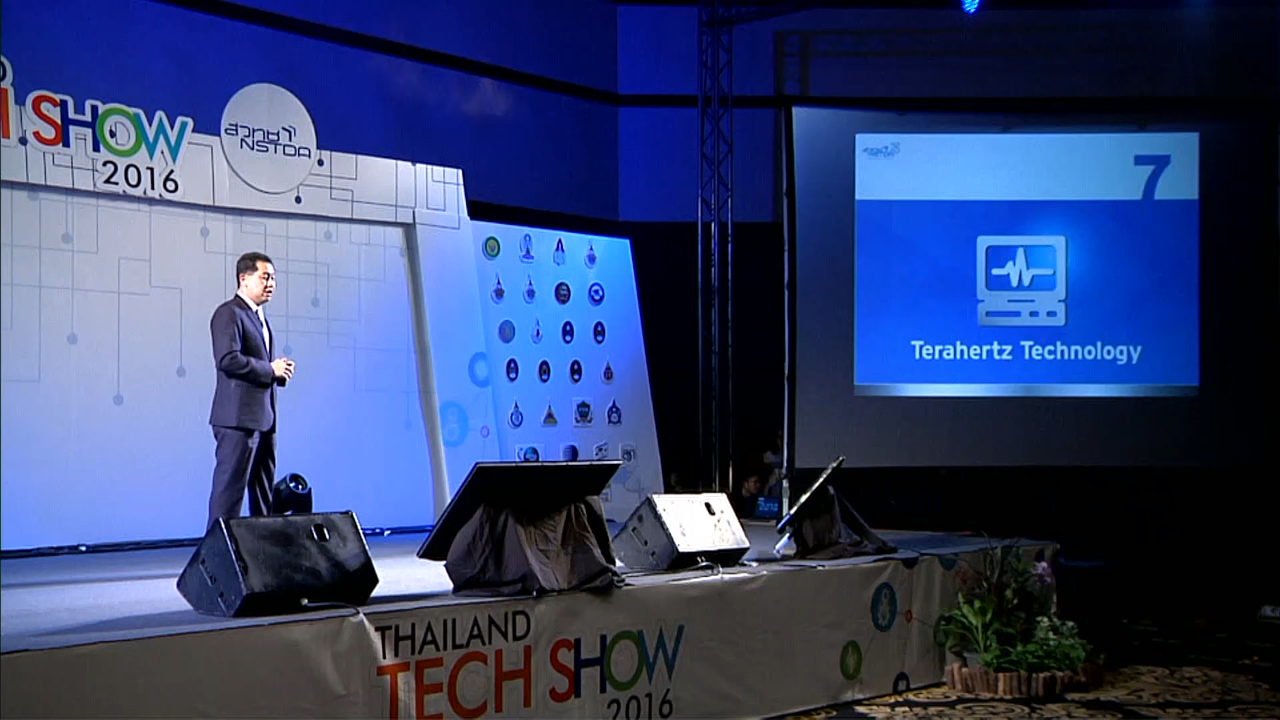 SHOW
2016
สวทช
NSTDA
7
Terahertz Technology
THAILAND
TECH SHOW
2016